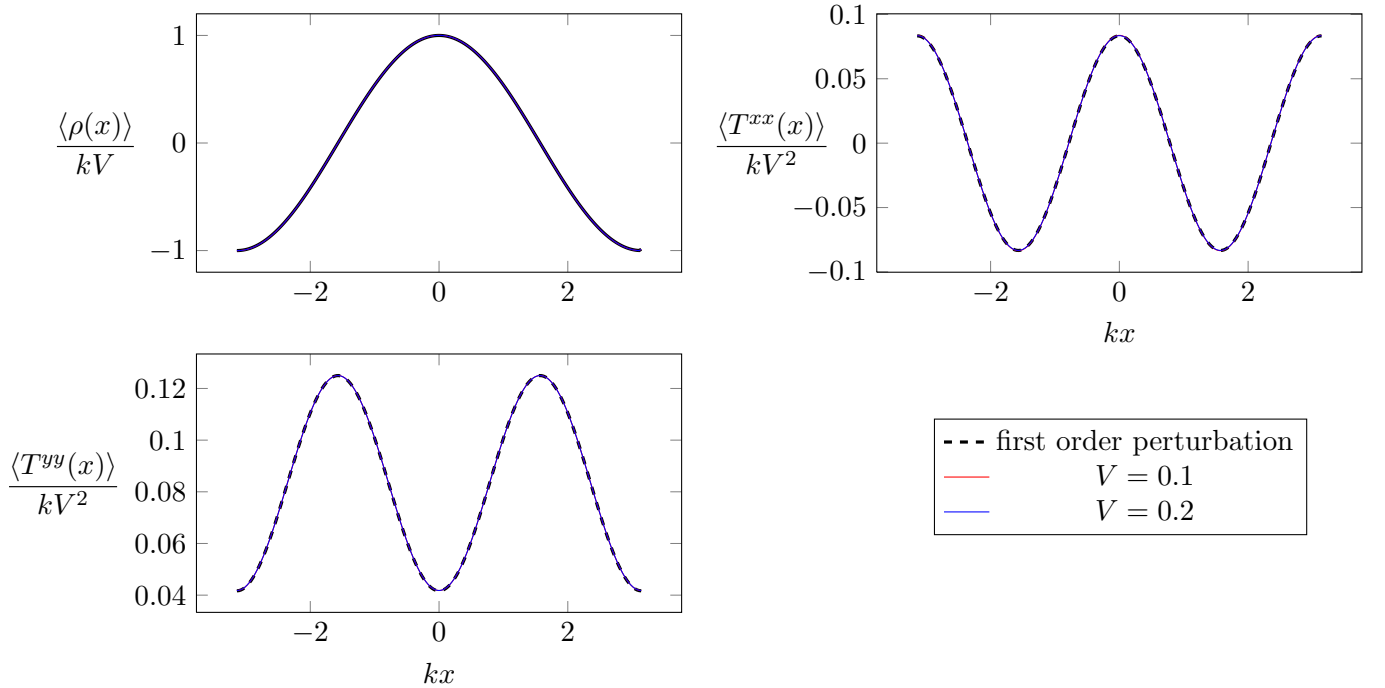 1
0
−1
⟨ρ(x)⟩
kV
−2
0
2
0.1
0.05
0
−0.05
−0.1
⟨T^{xx}(x)⟩
kV^2
−2
0
2
kx
0.12
0.1
0.08
0.06
0.04
⟨T^{yy}(x)⟩
kV^2
−2
0
2
kx
first order perturbation
V = 0.1
V = 0.2